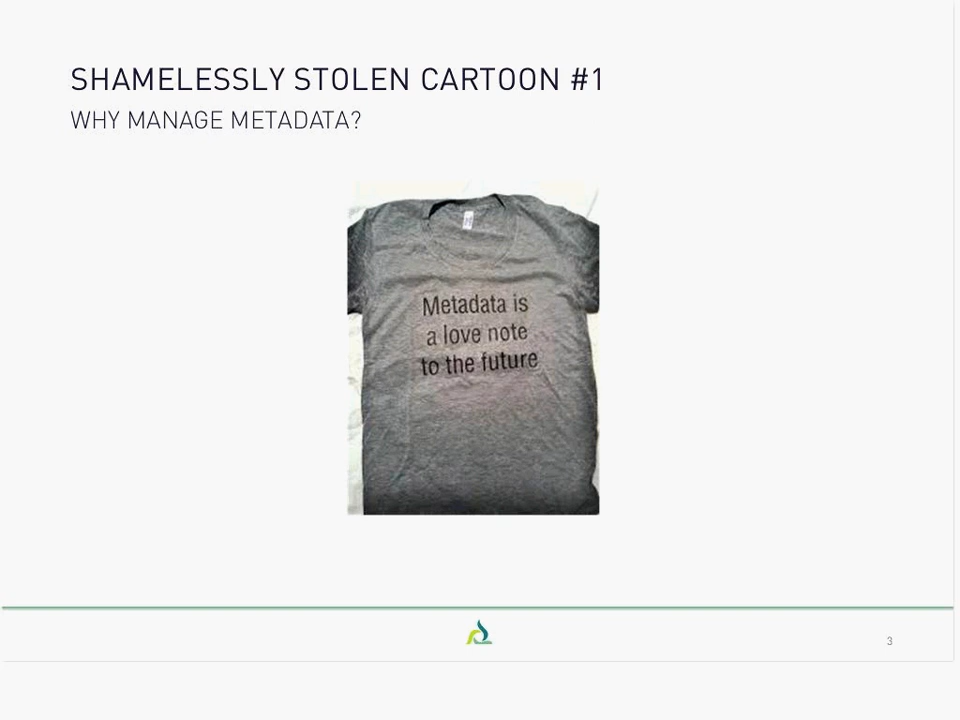 SHAMELESSLY STOLEN CARTOON #1
WHY MANAGE METADATA?
Metadata is
a love note
to the future
3